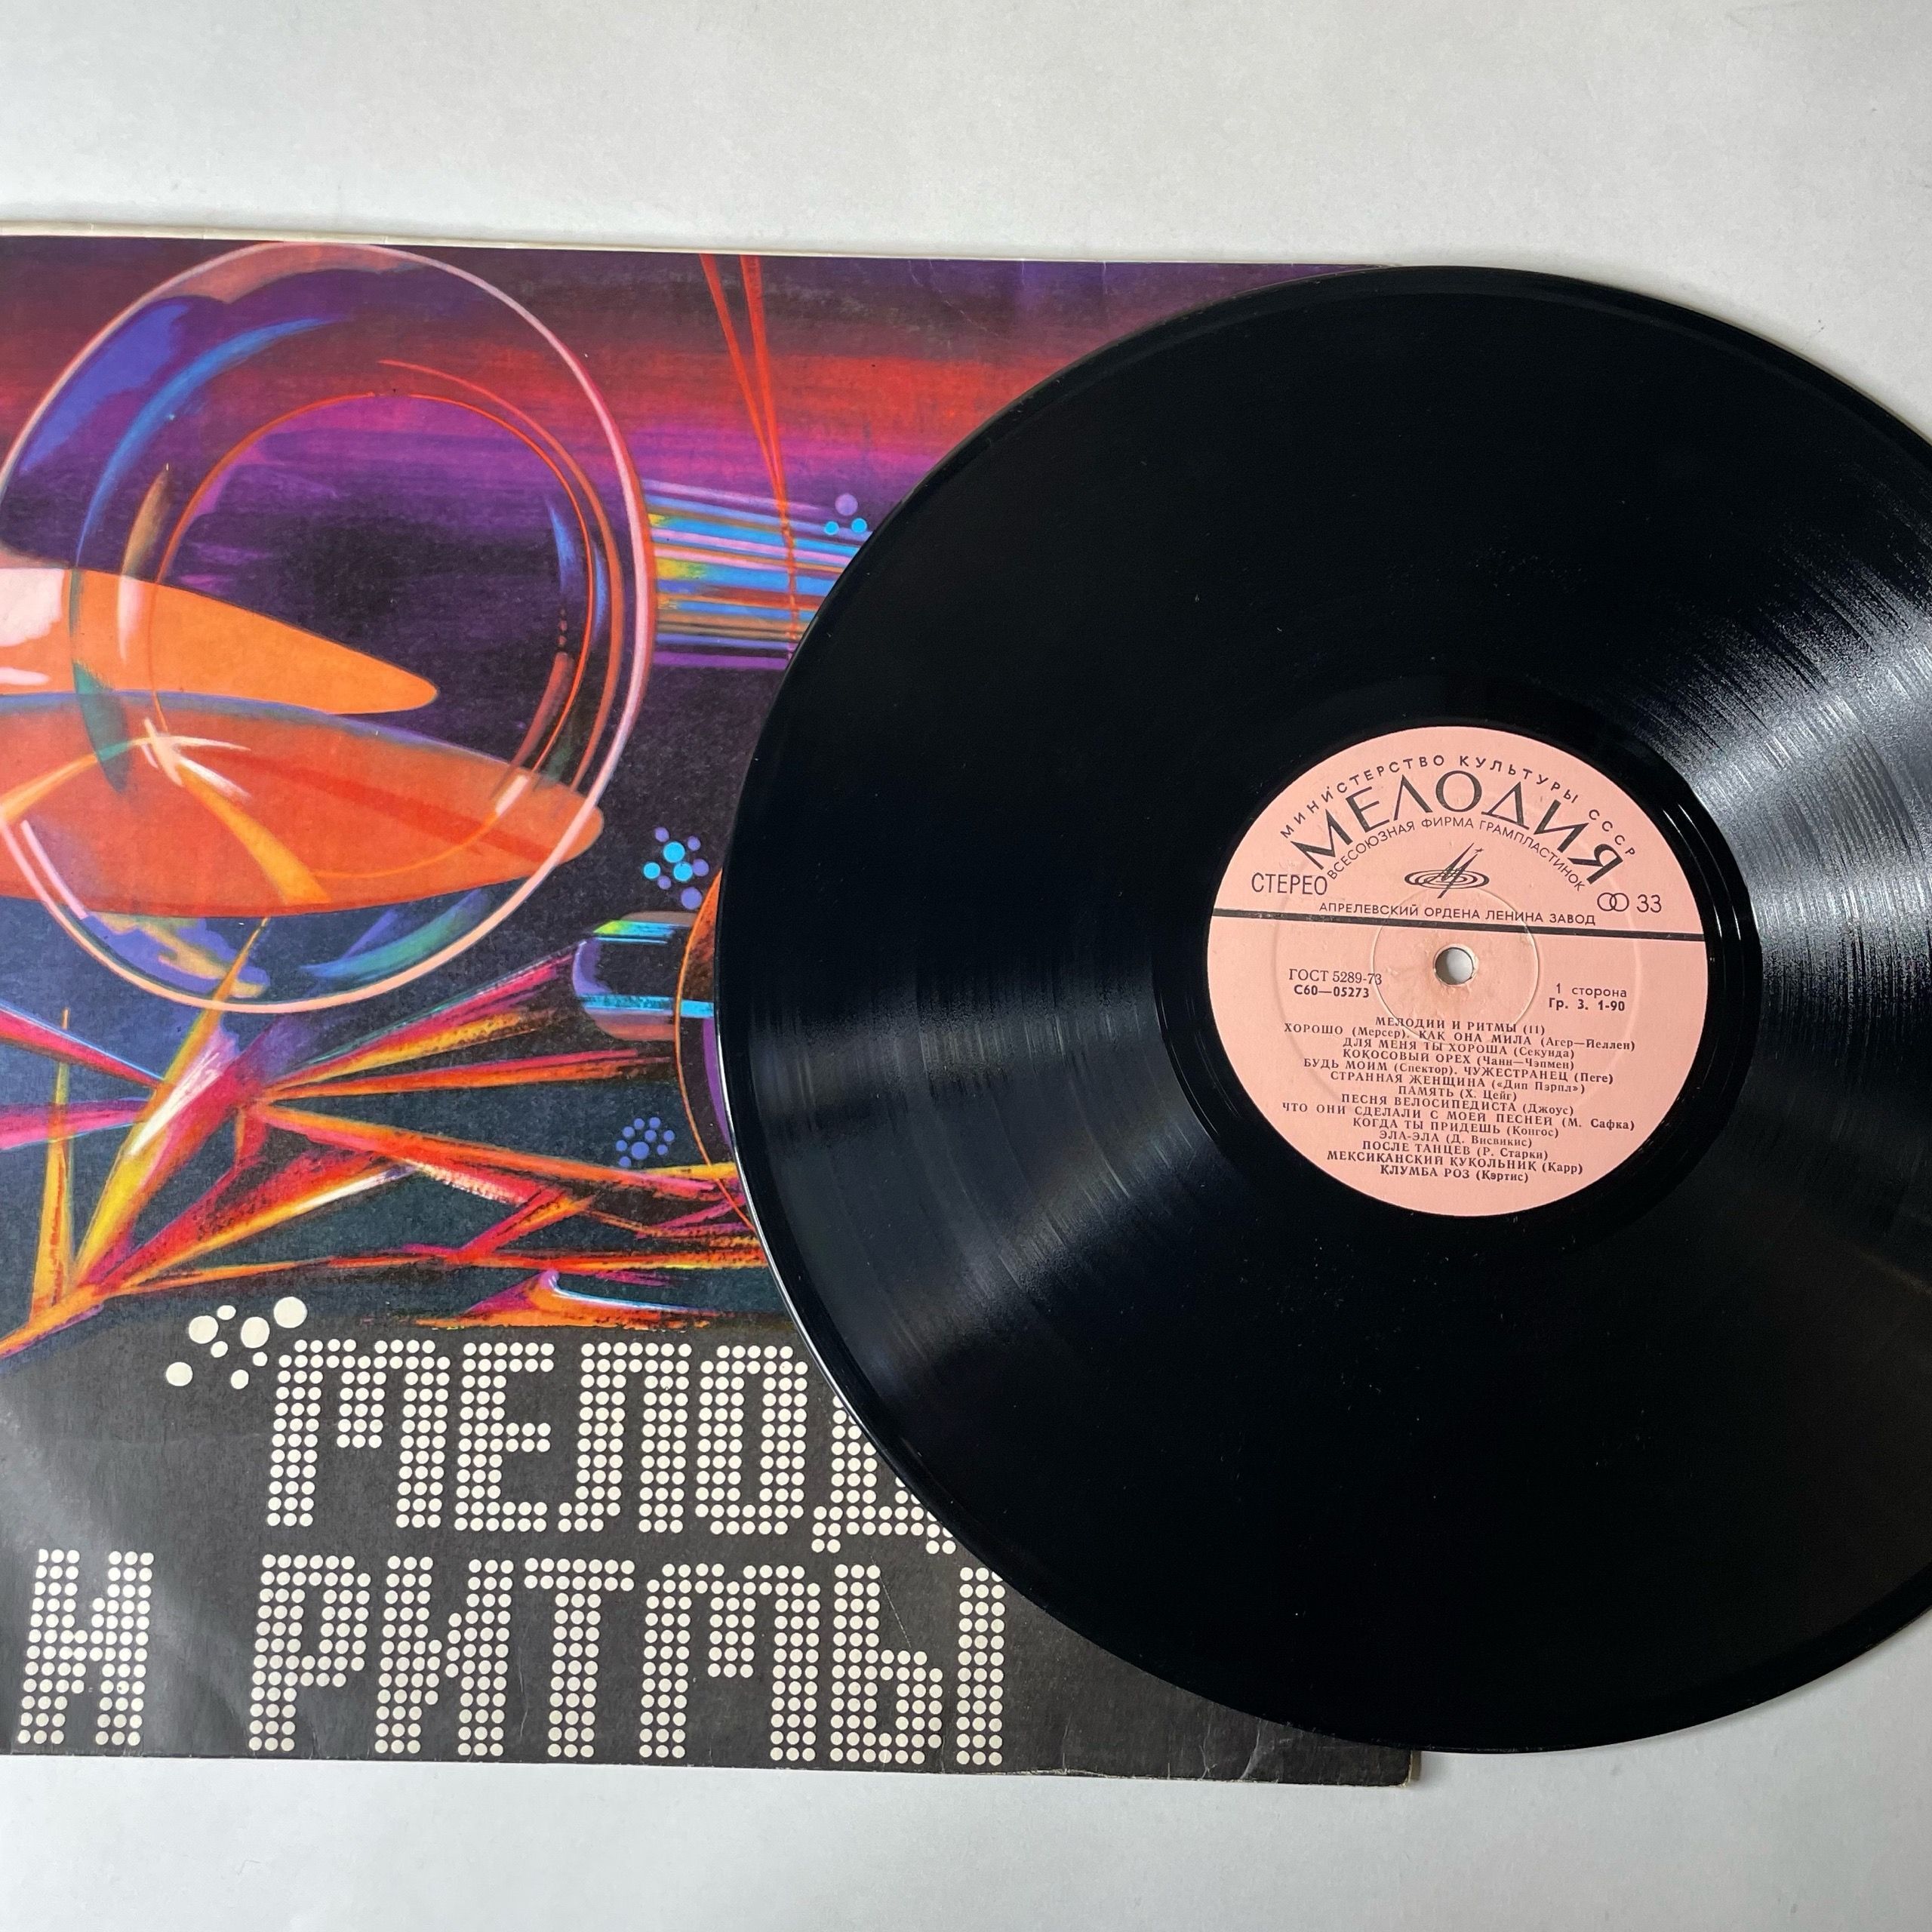 МИНИСТЕРСТВО КУЛЬТУРЫ СССР
МЕЛОДИЯ
ВСЕСОЮЗНАЯ ФИРМА ГРАМПЛАСТИНОК
СТЕРЕО
33
АПРЕЛЕВСКИЙ ОРДЕНА ЛЕНИНА ЗАВОД
ГОСТ 5289-73
С60—05273
1 сторона
Гр. 3. 1-90
МЕЛОДИИ И РИТМЫ (11)
ХОРОШО (Мерсер). КАК ОНА МИЛА (Агер—Йеллен)
ДЛЯ МЕНЯ ТЫ ХОРОША (Секунда)
КОКОСОВЫЙ ОРЕХ (Чанн—Чэпмен)
БУДЬ МОИМ (Спектор). ЧУЖЕСТРАНЕЦ (Пеге)
СТРАННАЯ ЖЕНЩИНА («Дип Пэрпл»)
ПАМЯТЬ (Х. Цейг)
ПЕСНЯ ВЕЛОСИПЕДИСТА (Джоус)
ЧТО ОНИ СДЕЛАЛИ С МОЕЙ ПЕСНЕЙ (М. Сафка)
КОГДА ТЫ ПРИДЕШЬ (Конгос)
ЭЛА-ЭЛА (Д. Висвикис)
ПОСЛЕ ТАНЦЕВ (Р. Старки)
МЕКСИКАНСКИЙ КУКОЛЬНИК (Карр)
КЛУМБА РОЗ (Кэртис)
МЕЛОД
И РИТМЫ